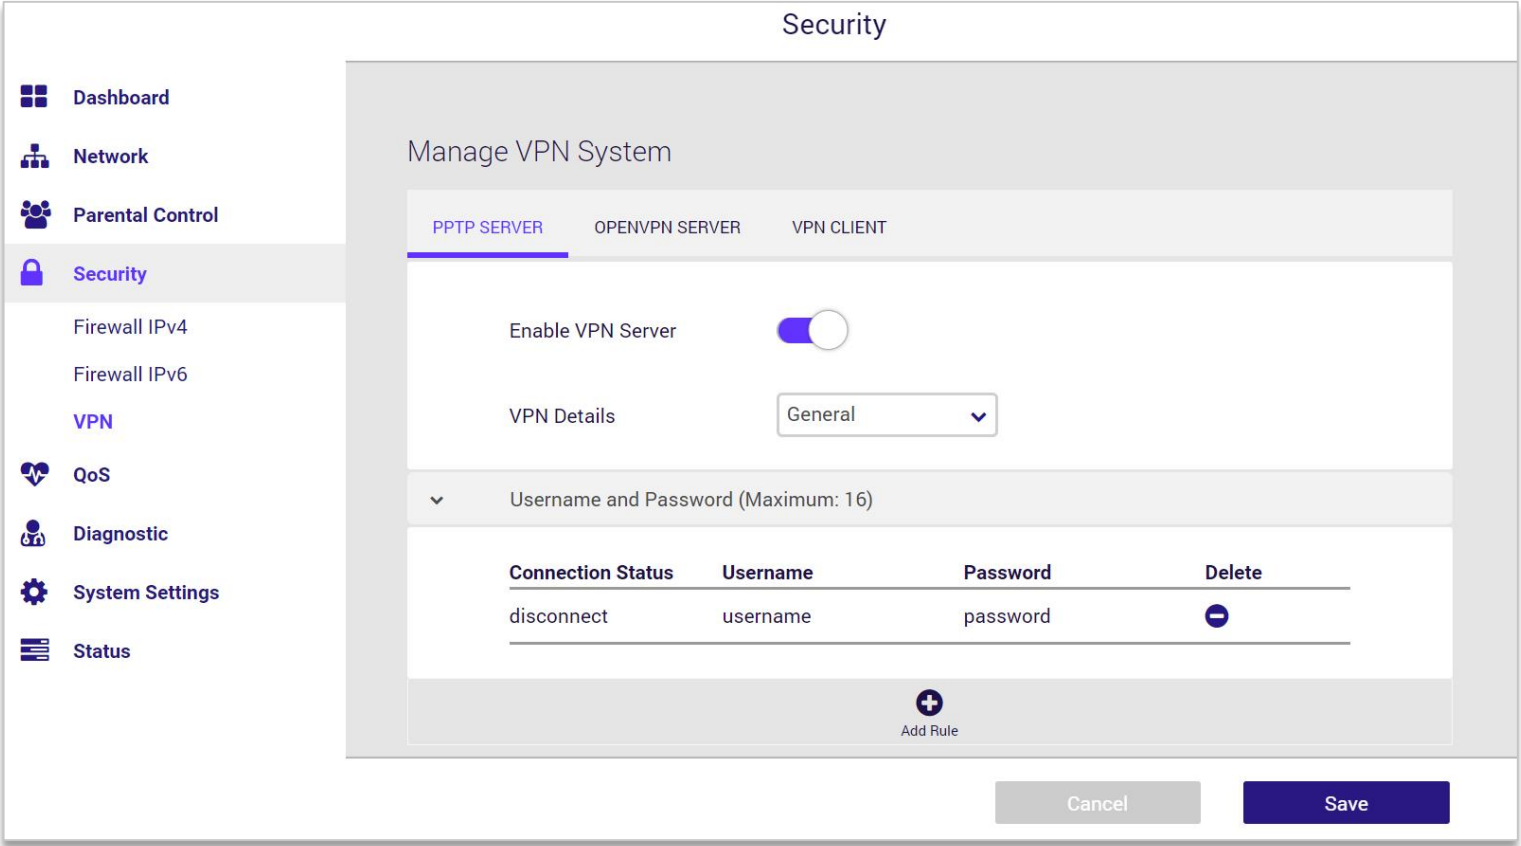 Security
Dashboard
Network
Parental Control
Security
Firewall IPv4
Firewall IPv6
VPN
QoS
Diagnostic
System Settings
Status
Manage VPN System
PPTP SERVER OPENVPN SERVER VPN CLIENT
Enable VPN Server
VPN Details General
Username and Password (Maximum: 16)
Connection Status Username Password Delete
disconnect username password
Add Rule
Cancel Save